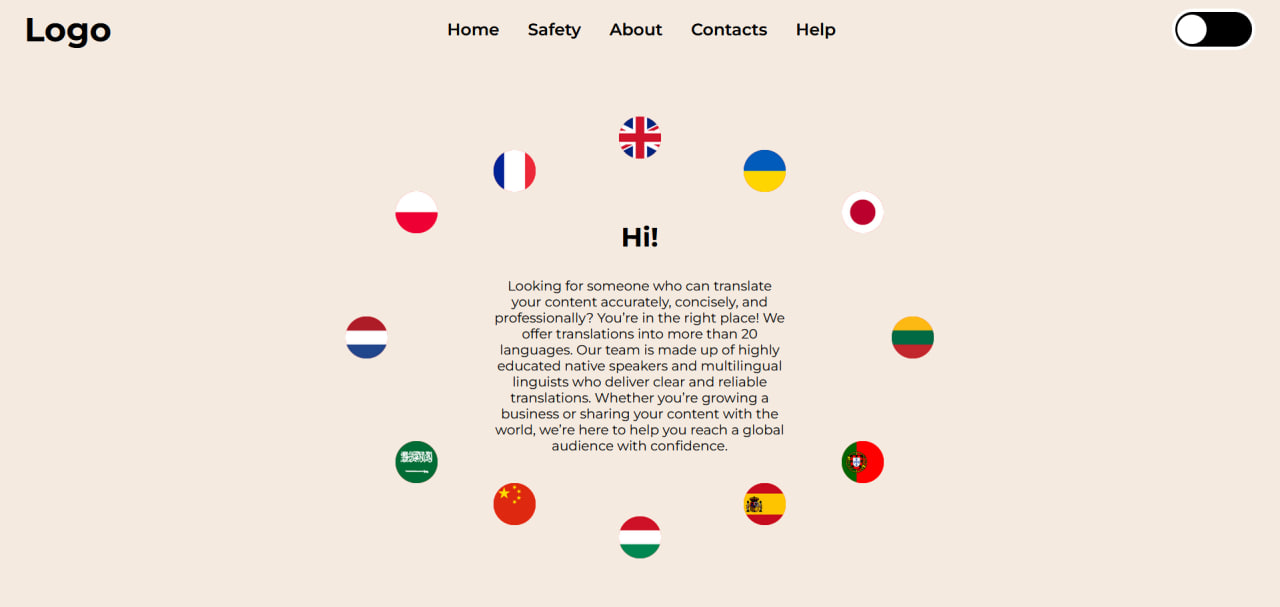 Logo
Home Safety About Contacts Help
Hi!
Looking for someone who can translate
your content accurately, concisely, and
professionally? You’re in the right place! We
offer translations into more than 20
languages. Our team is made up of highly
educated native speakers and multilingual
linguists who deliver clear and reliable
translations. Whether you’re growing a
business or sharing your content with the
world, we’re here to help you reach a global
audience with confidence.